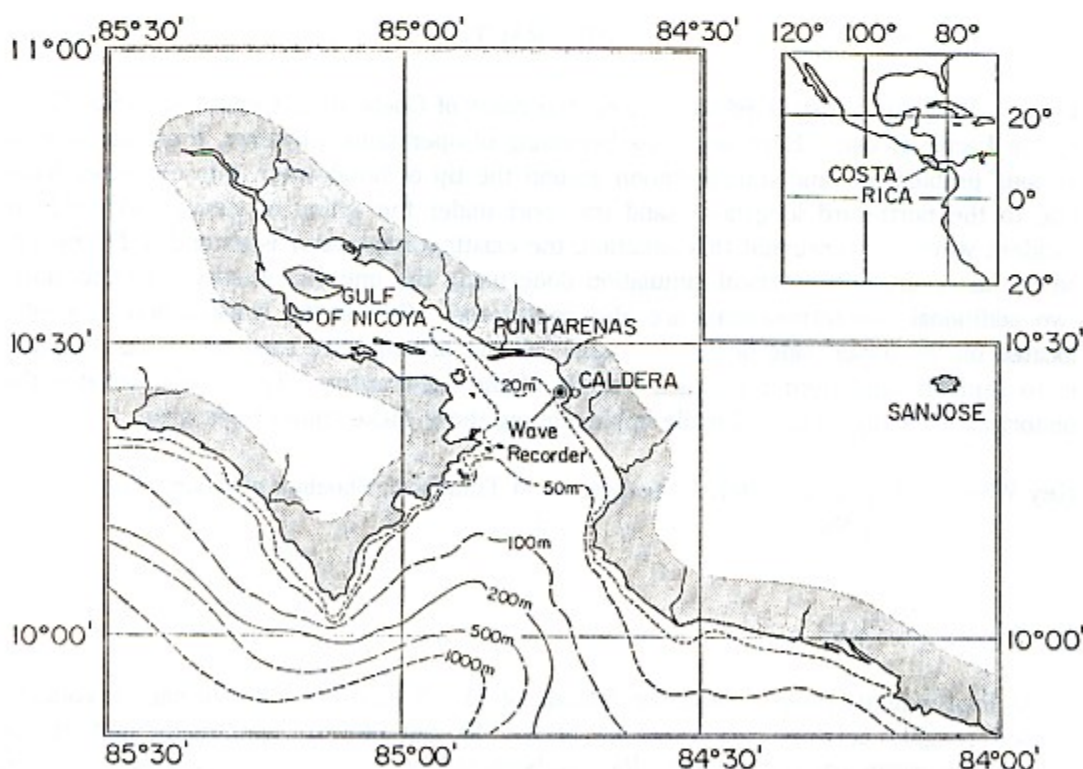 85°30' 85°00' 84°30' 120° 100° 80°
11°00'
20°
COSTA
RICA
0°
20°
GULF
OF NICOYA
PUNTARENAS
10°30' 10°30'
20m
CALDERA
SANJOSE
Wave
Recorder
50m
100m
200m
10°00' 10°00'
500m
1000m
85°30' 85°00' 84°30' 84°00'